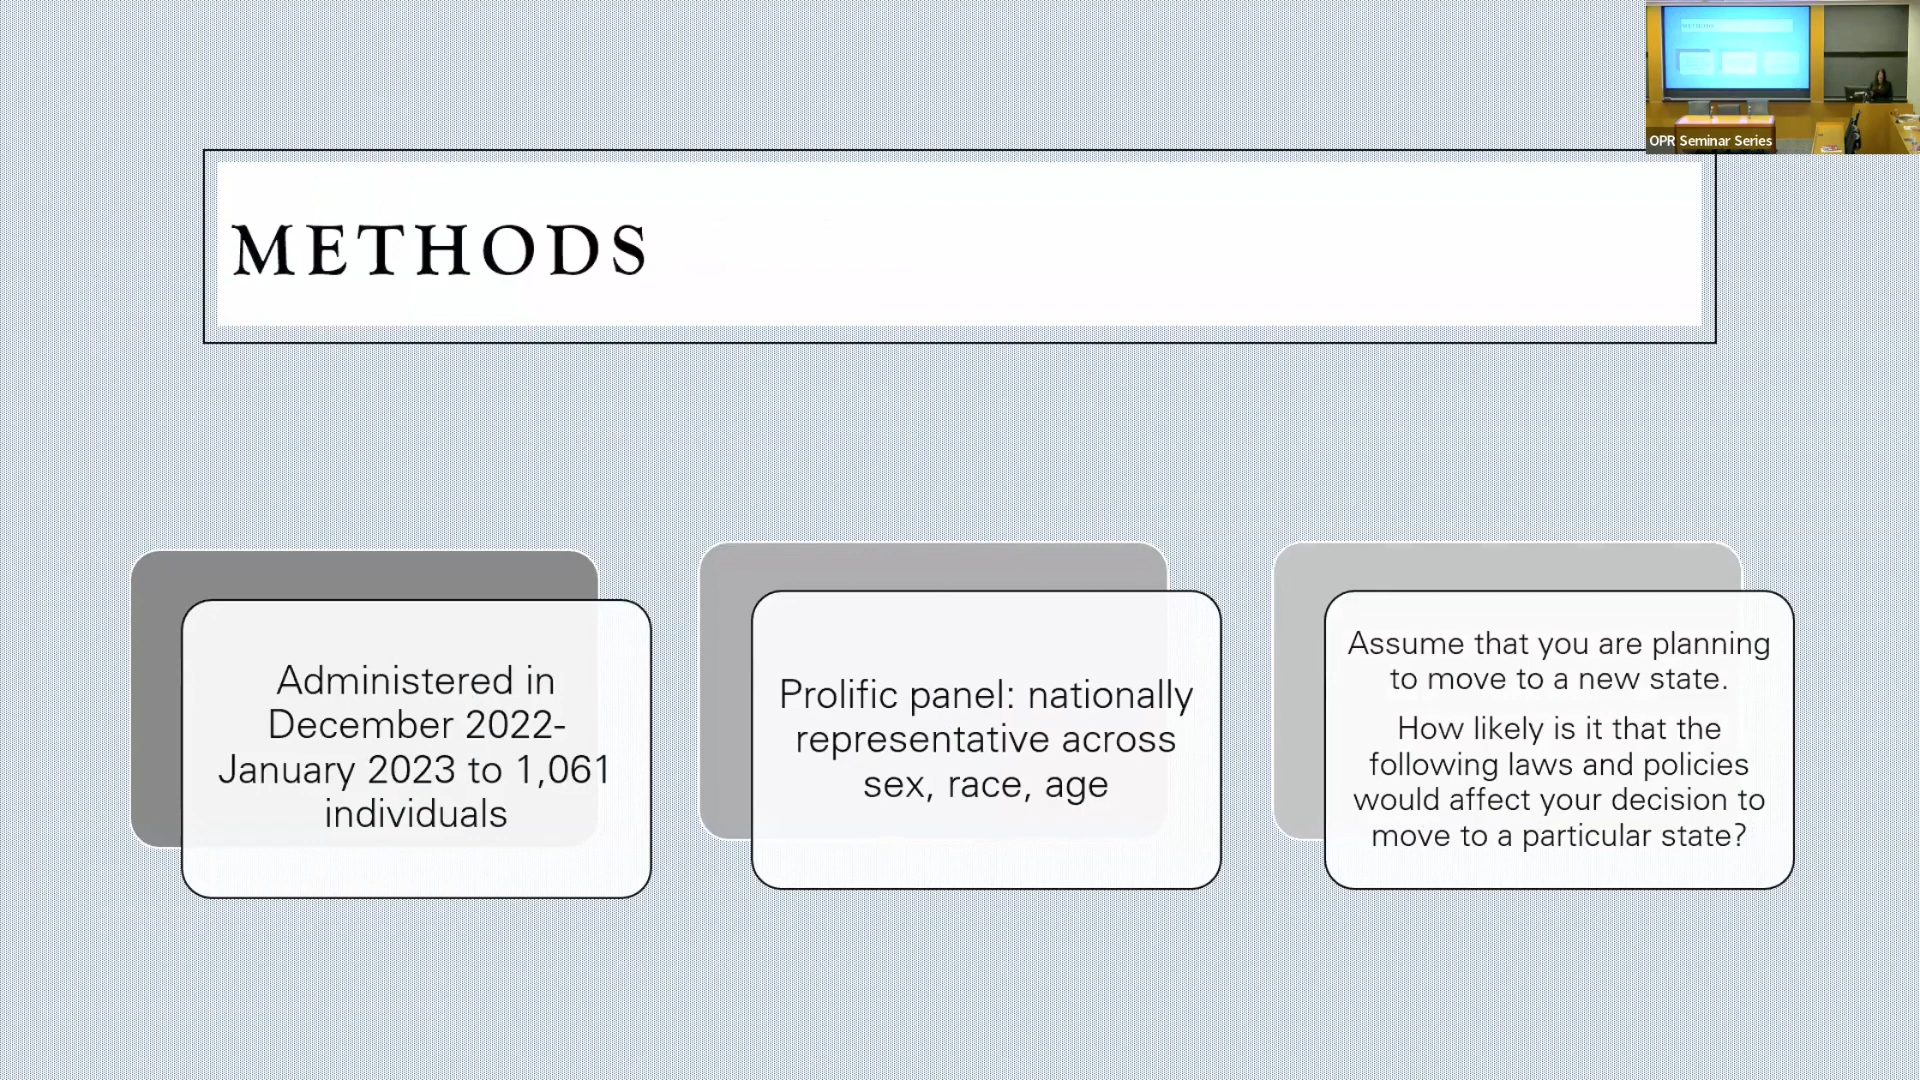 OPR Seminar Series
METHODS
Administered in
December 2022-
January 2023 to 1,061
individuals
Prolific panel: nationally
representative across
sex, race, age
Assume that you are planning
to move to a new state.
How likely is it that the
following laws and policies
would affect your decision to
move to a particular state?